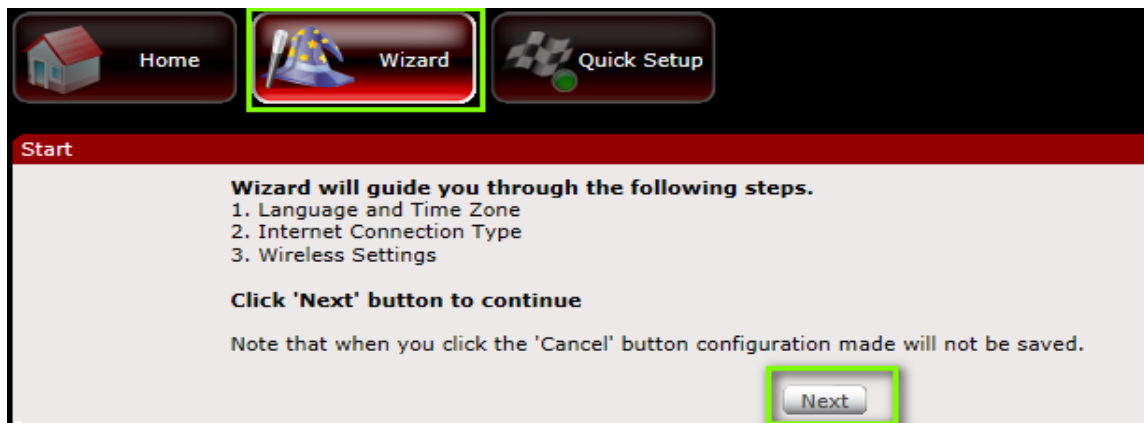 Home
Wizard
Quick Setup
Start
Wizard will guide you through the following steps.
1. Language and Time Zone
2. Internet Connection Type
3. Wireless Settings
Click 'Next' button to continue
Note that when you click the 'Cancel' button configuration made will not be saved.
Next